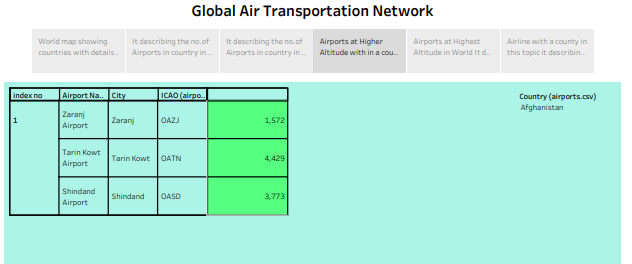 Global Air Transportation Network
World map showing
countries with details..
It describing the no.of
Airports in country in ..
It describing the no.of
Airports in country in ..
Airports at Higher
Altitude with in a cou..
Airports at Highest
Altitude in World It d..
Airline with a county in
this topic it describin..
index no Airport Na.. City ICAO (airpo..
1 Zaranj
Airport Zaranj OAZJ 1,572
Tarin Kowt
Airport Tarin Kowt OATN 4,429
Shindand
Airport Shindand OASD 3,773
Country (airports.csv)
Afghanistan